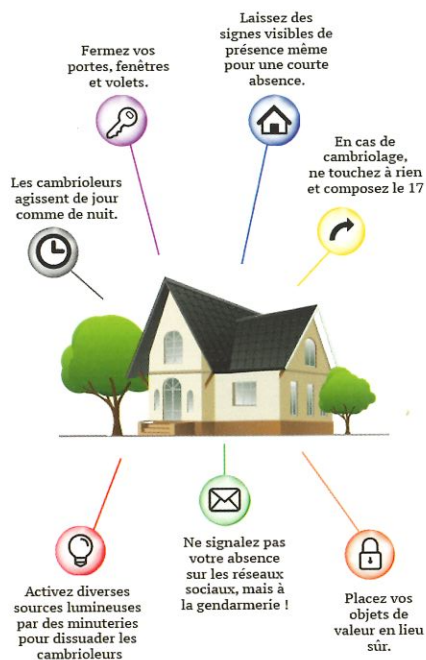 Fermez vos
portes, fenêtres
et volets.
Laissez des
signes visibles de
présence même
pour une courte
absence.
En cas de
cambriolage,
ne touchez à rien
et composez le 17
Les cambrioleurs
agissent de jour
comme de nuit.
Activez diverses
sources lumineuses
par des minuteries
pour dissuader les
cambrioleurs
Ne signalez pas
votre absence
sur les réseaux
sociaux, mais à
la gendarmerie !
Placez vos
objets de
valeur en lieu
sûr.